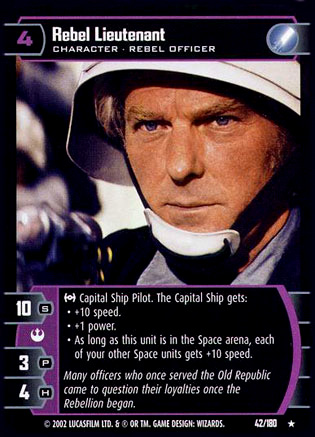 4
Rebel Lieutenant
CHARACTER · REBEL OFFICER
10 S
3 P
4 H
Capital Ship Pilot. The Capital Ship gets:
• +10 speed.
• +1 power.
• As long as this unit is in the Space arena, each
of your other Space units gets +10 speed.
Many officers who once served the Old Republic
came to question their loyalties once the
Rebellion began.
© 2002 LUCASFILM LTD. & ® OR TM. GAME DESIGN: WIZARDS. 42/180 ★